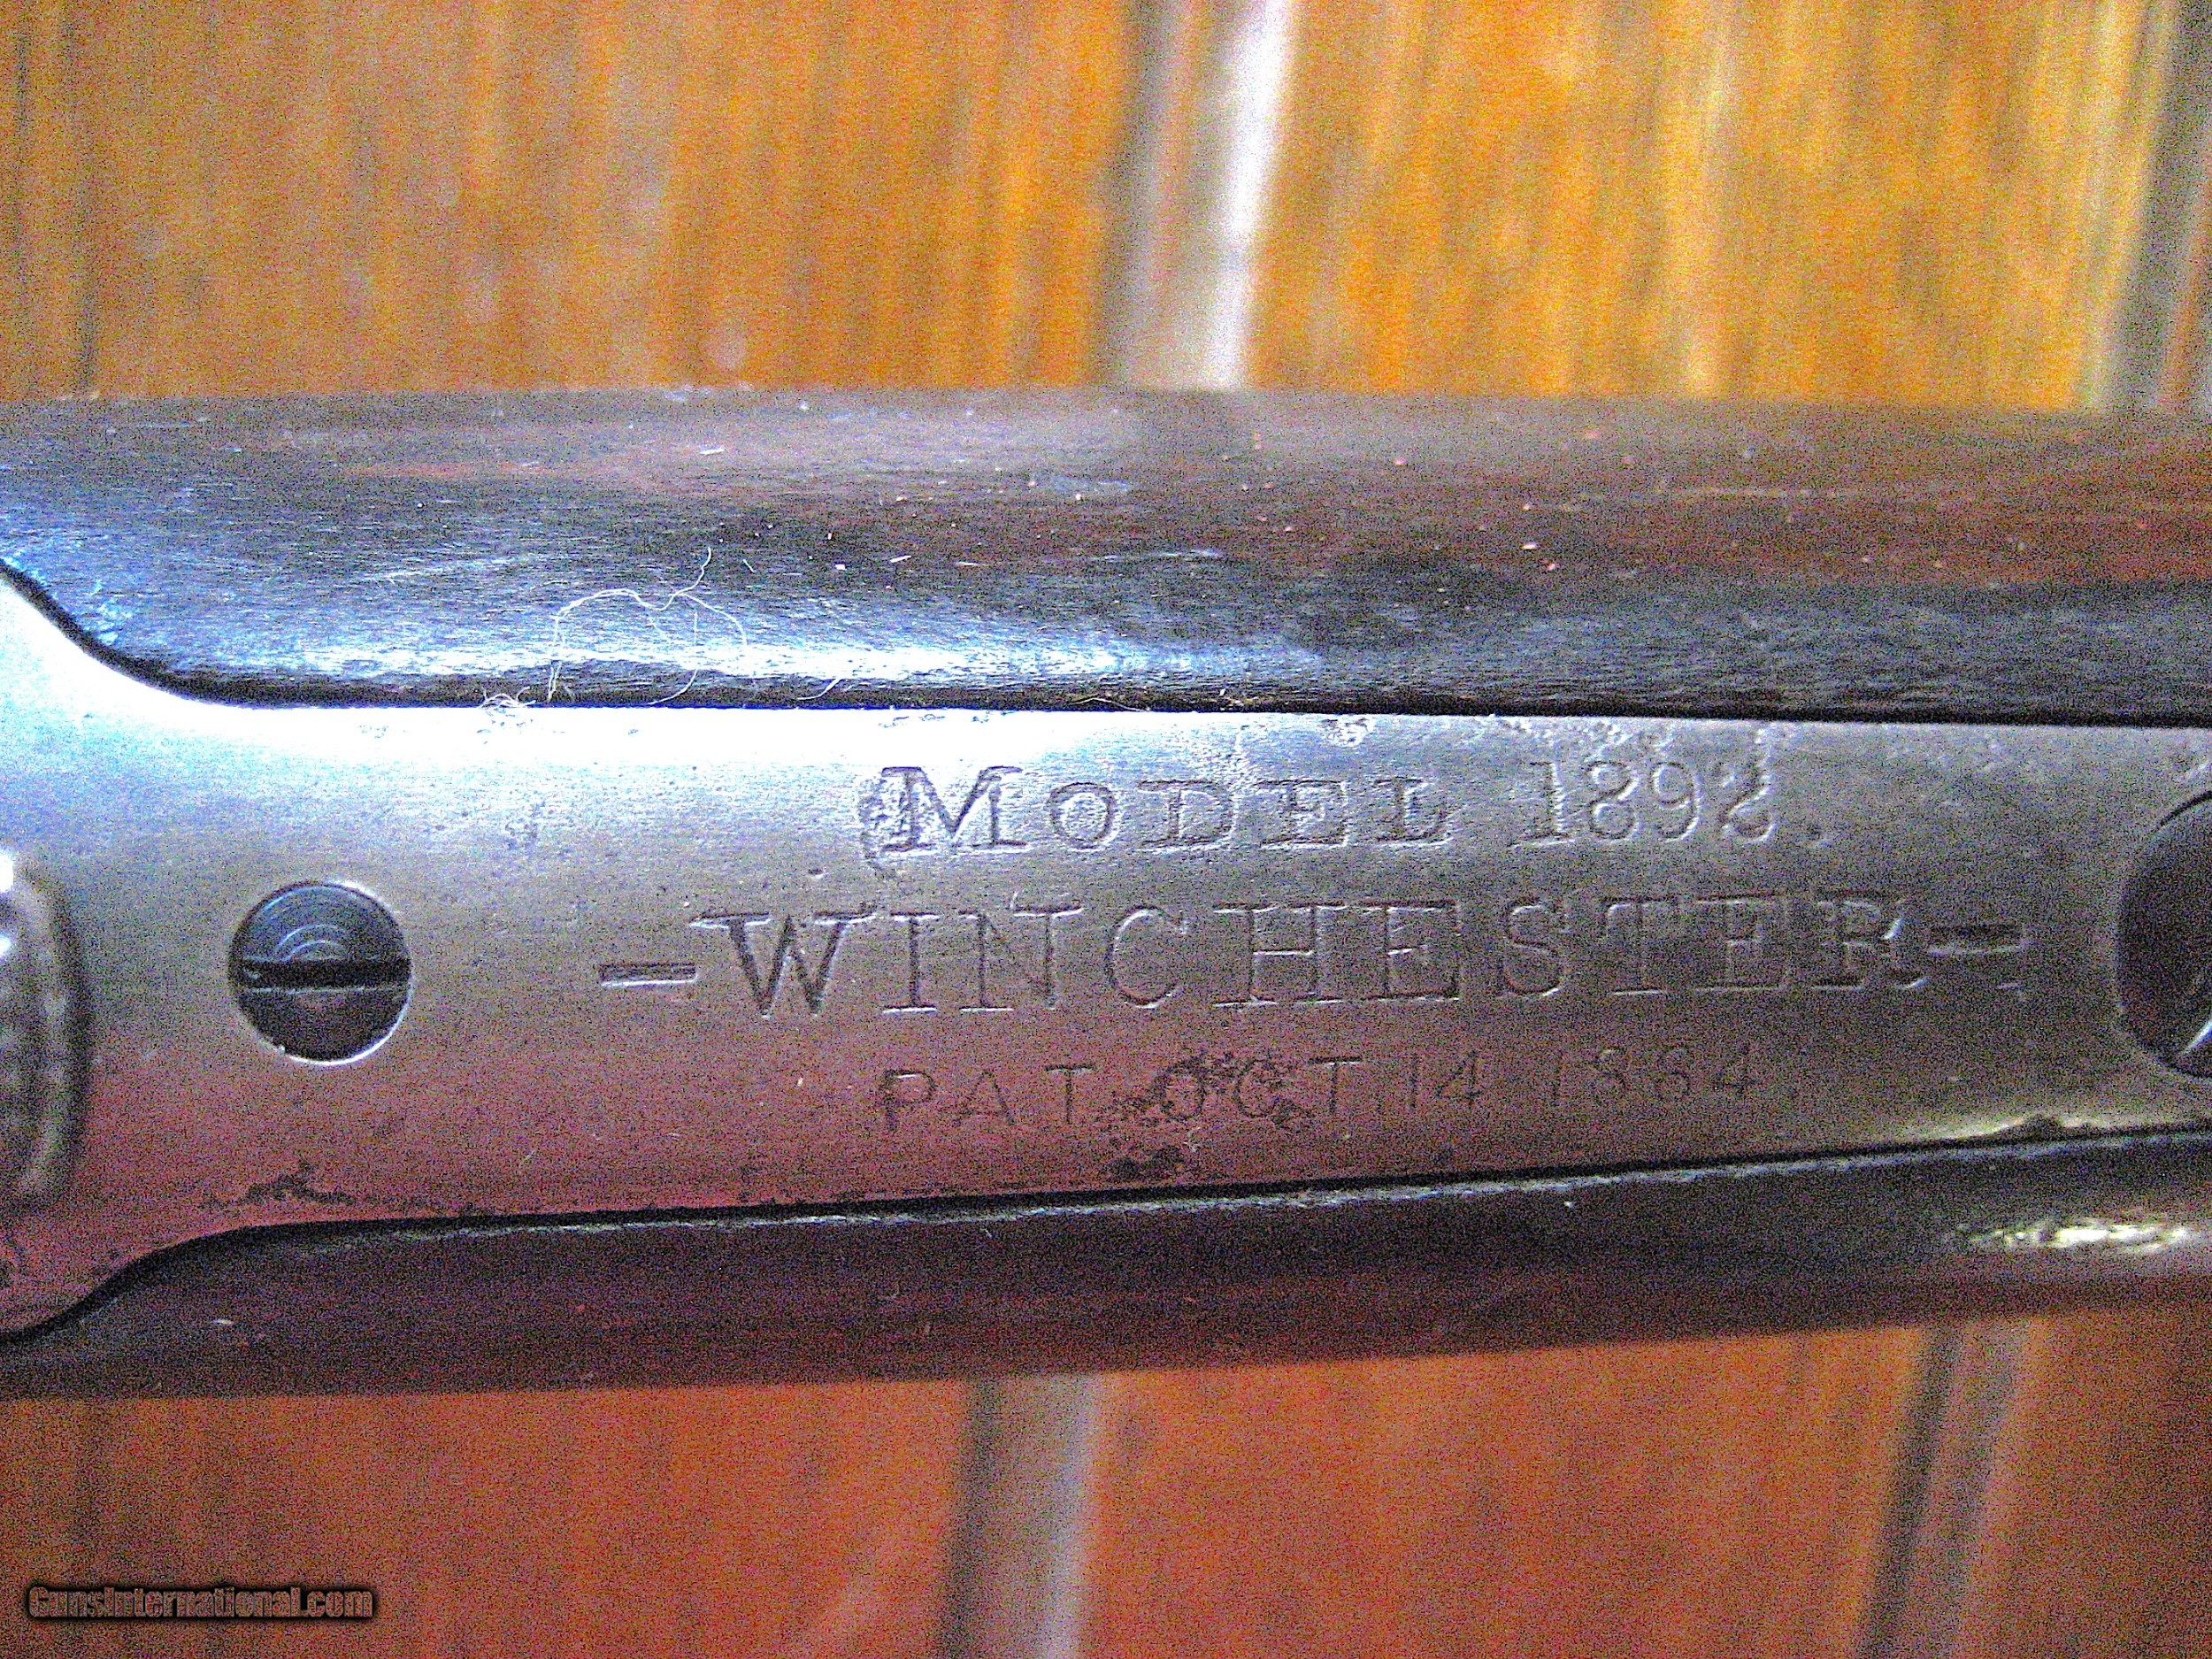 MODEL 1892.
-WINCHESTER-
PAT. OCT. 14. 1884.
GunsInternational.com